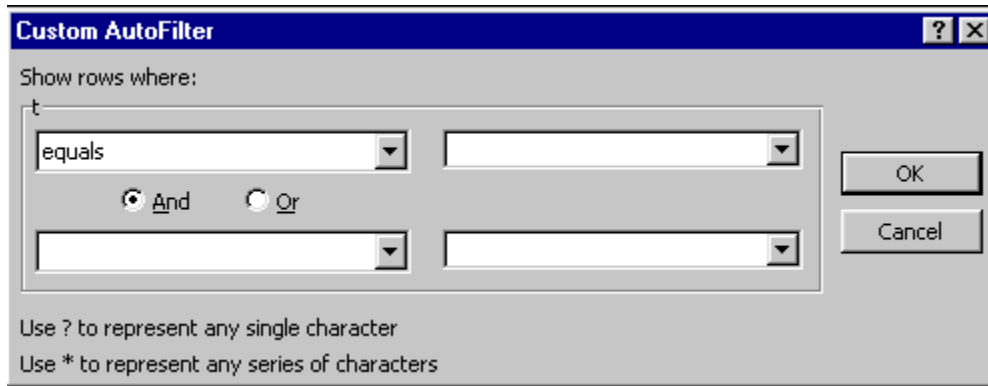 Custom AutoFilter ?
Show rows where:
t
equals
And Or
OK
Cancel
Use ? to represent any single character
Use * to represent any series of characters